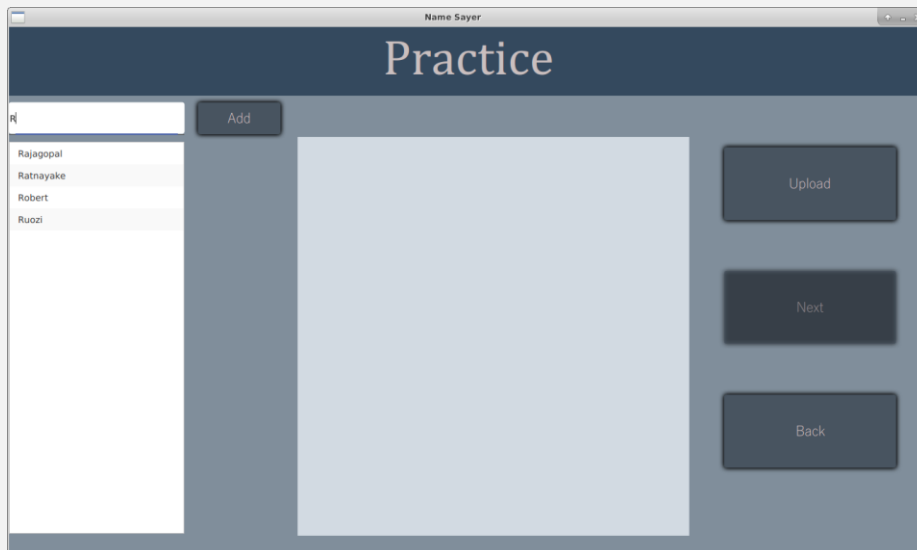 Name Sayer
Practice
R
Add
Rajagopal
Ratnayake
Robert
Ruozi
Upload
Next
Back